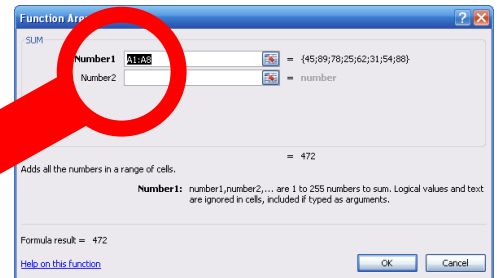 Function Ar
SUM
Number1 A1:A8 = {45;89;78;25;62;31;54;88}
Number2 = number
= 472
Adds all the numbers in a range of cells.
Number1: number1,number2,... are 1 to 255 numbers to sum. Logical values and text
are ignored in cells, included if typed as arguments.
Formula result = 472
Help on this function
OK Cancel